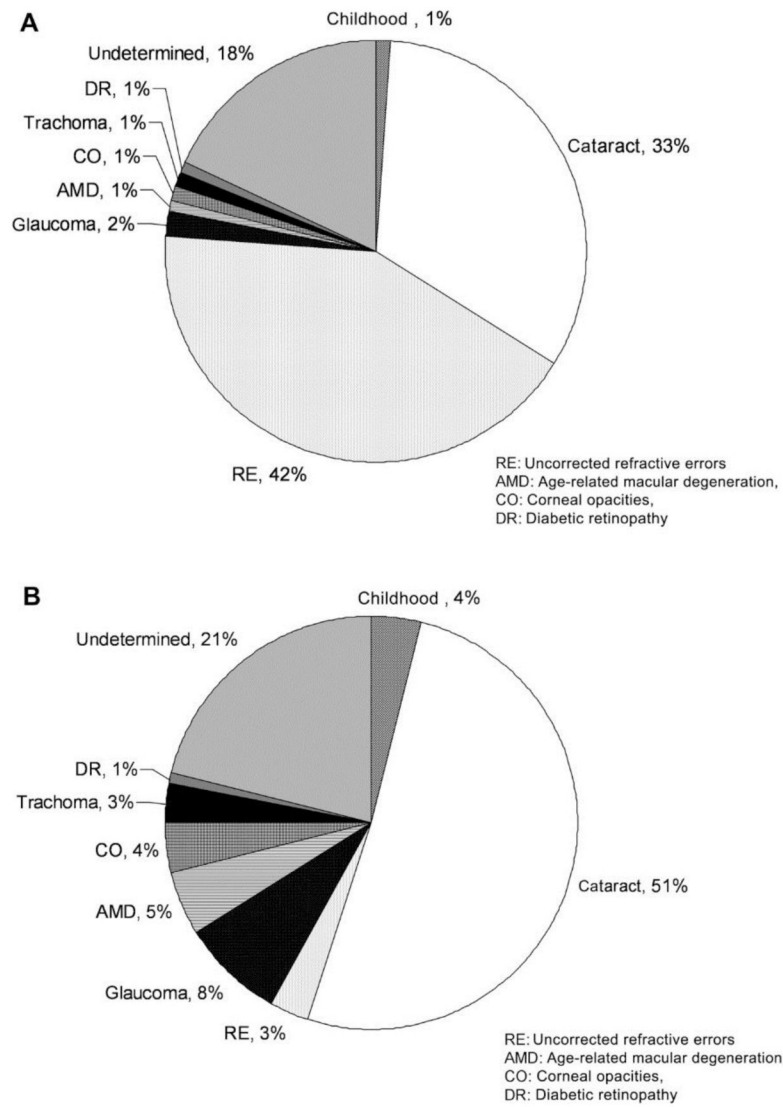 A
Childhood , 1%
Undetermined, 18%
DR, 1%
Trachoma, 1%
CO, 1%
AMD, 1%
Glaucoma, 2%
Cataract, 33%
RE, 42%
RE: Uncorrected refractive errors
AMD: Age-related macular degeneration,
CO: Corneal opacities,
DR: Diabetic retinopathy
B
Childhood , 4%
Undetermined, 21%
DR, 1%
Trachoma, 3%
CO, 4%
AMD, 5%
Glaucoma, 8%
RE, 3%
Cataract, 51%
RE: Uncorrected refractive errors
AMD: Age-related macular degeneration
CO: Corneal opacities,
DR: Diabetic retinopathy